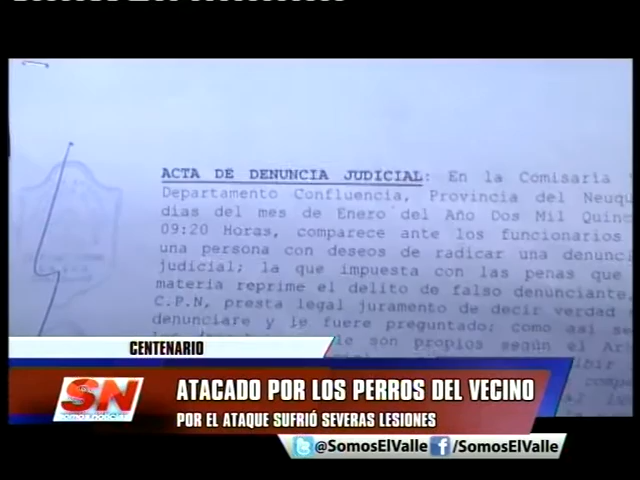 ACTA DE DENUNCIA JUDICIAL: En la Comisaria
Departamento Confluencia, Provincia del Neuqu
dias del mes de Enero del Año Dos Mil Quin
09:20 Horas, comparece ante los funcionarios
una persona con deseos de radicar una denunci
judicial; la que impuesta con las penas que
materia reprime el delito de falso denunciante
C.P.N, presta legal juramento de decir verdad
denunciare y le fuere preguntado; como asi se
le son propios según el Ar
CENTENARIO
SN
somos.noticias
ATACADO POR LOS PERROS DEL VECINO
POR EL ATAQUE SUFRIÓ SEVERAS LESIONES
@SomosElValle /SomosElValle